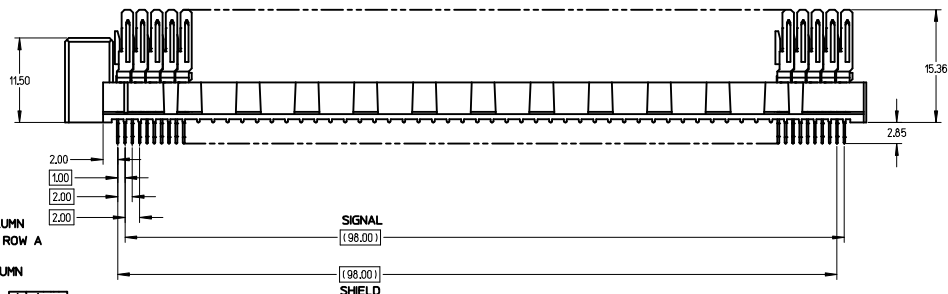 11.50
15.36
2.85
2.00
1.00
2.00
2.00
UMN
ROW A
UMN
SIGNAL
(98.00)
(98.00)
SHIELD